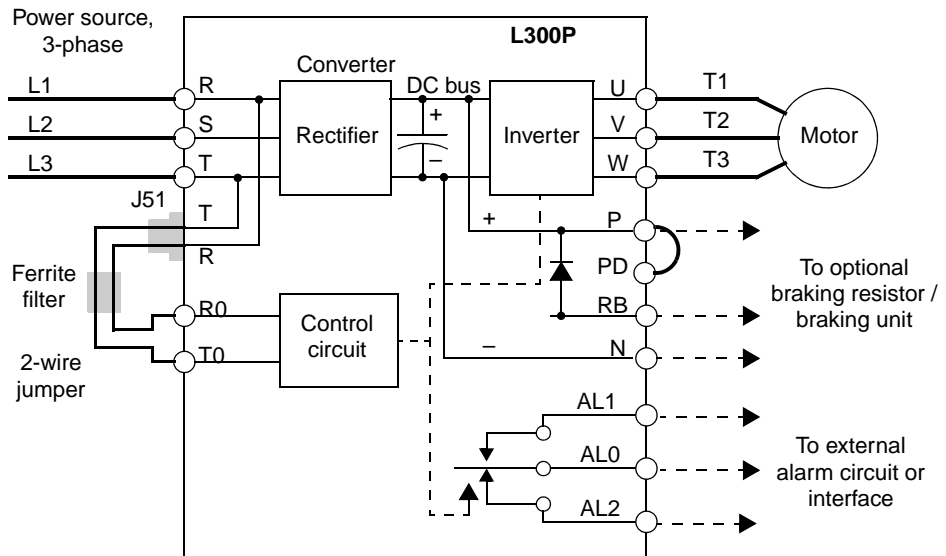 Power source,
3-phase
L300P
Converter
L1
R
DC bus
U
T1
+
L2
S
Rectifier
Inverter
V
T2
Motor
–
L3
T
W
T3
J51
T
+
P
R
PD
Ferrite
filter
To optional
braking resistor /
braking unit
R0
RB
Control
circuit
2-wire
jumper
T0
–
N
AL1
AL0
To external
alarm circuit or
interface
AL2